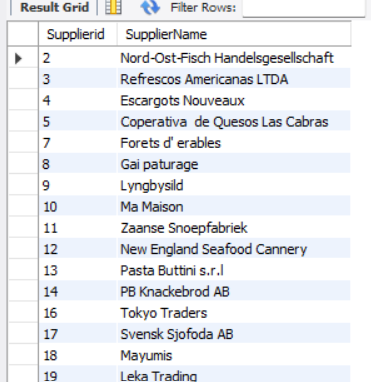 Result Grid Filter Rows:
Supplierid SupplierName
2 Nord-Ost-Fisch Handelsgesellschaft
3 Refrescos Americanas LTDA
4 Escargots Nouveaux
5 Coperativa de Quesos Las Cabras
7 Forets d' erables
8 Gai paturage
9 Lyngbysild
10 Ma Maison
11 Zaanse Snoepfabriek
12 New England Seafood Cannery
13 Pasta Buttini s.r.l
14 PB Knackebrod AB
16 Tokyo Traders
17 Svensk Sjofoda AB
18 Mayumis
19 Leka Trading